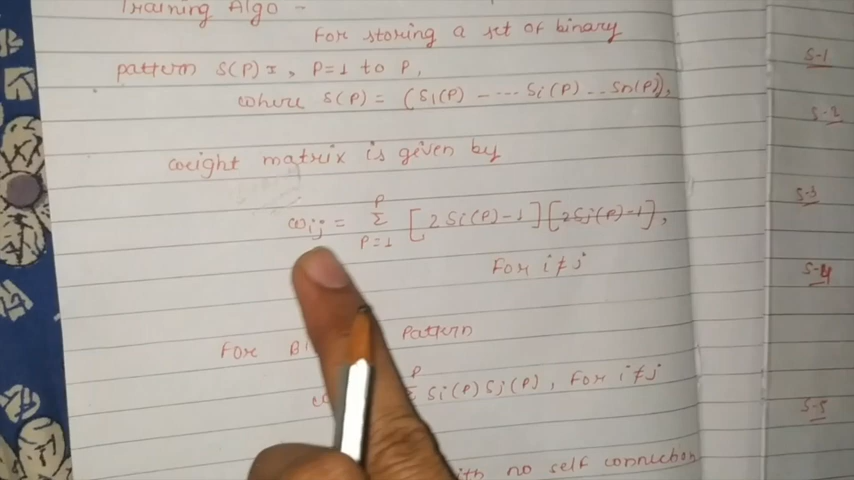 Training Algo -
For storing a set of binary
pattern S(P) I, P=1 to P,
where S(P) = (S1(P) - ---- Si(P) -- Sn(P)),
weight matrix is given by
P
wij = Σ [2Si(P)-1][2Sj(P)-1],
P=1
For i≠j
For Pattern
P
Si(P) Sj(P), For i≠j
with no self connection
S-1
S-2
S-3
S-4
S-5